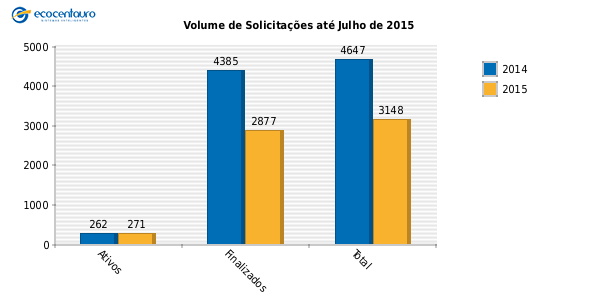 ecocentauro
Volume de Solicitações até Julho de 2015
5000
4000
3000
2000
1000
0
262
271
4385
2877
4647
3148
Ativos
Finalizados
Total
2014
2015